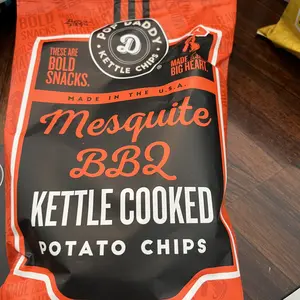 POP DADDY
D
KETTLE CHIPS
THESE ARE
BOLD
SNACKS.
MADE
BIG HEART.
MADE IN THE U.S.A.
Mesquite
BBQ
KETTLE COOKED
POTATO CHIPS